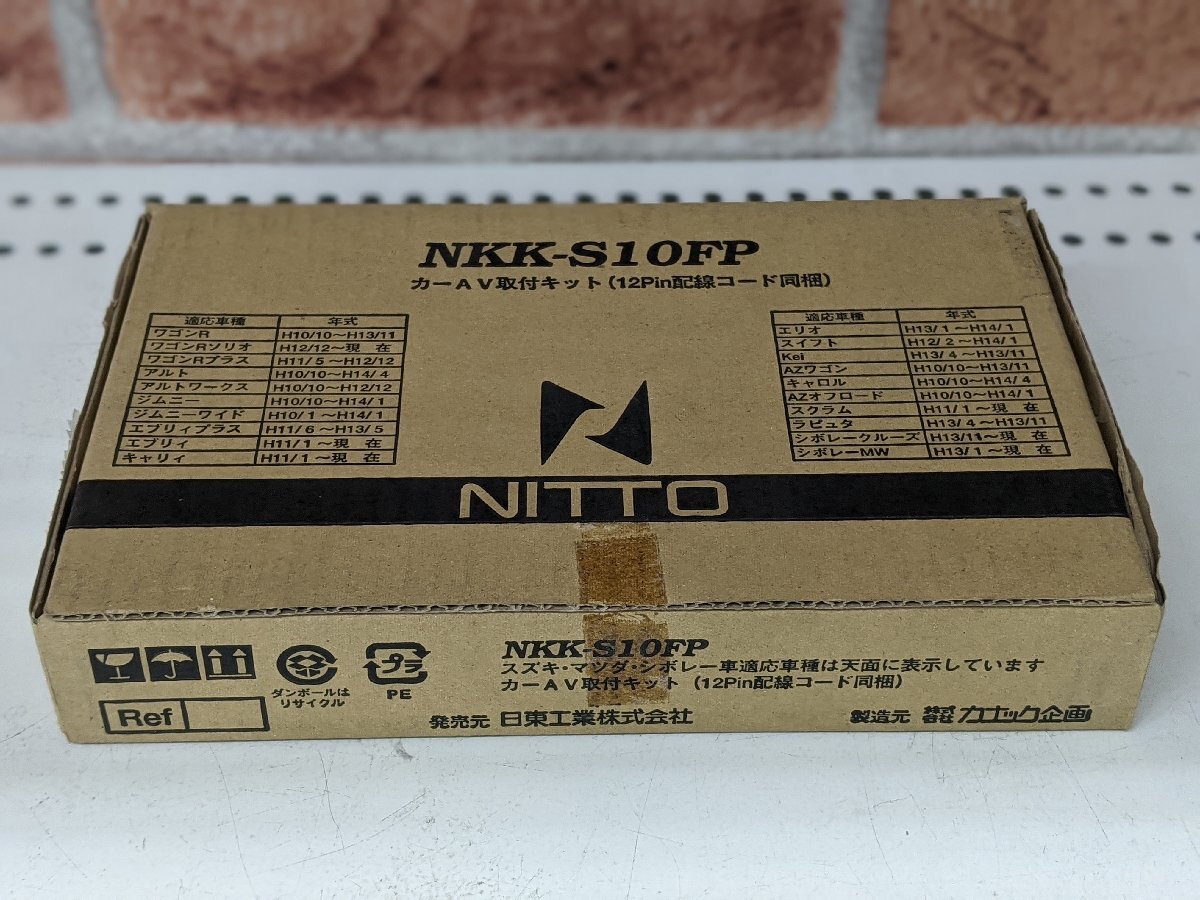 NKK-S10FP
カーAV取付キット(12Pin配線コード同梱)
適応車種 年式
ワゴンR H10/10〜H13/11
ワゴンRソリオ H12/12〜現 在
ワゴンRプラス H11/5〜H12/12
アルト H10/10〜H14/4
アルトワークス H10/10〜H12/12
ジムニー H10/10〜H14/1
ジムニーワイド H10/1〜H14/1
エブリィプラス H11/6〜H13/5
エブリィ H11/1〜現 在
キャリィ H11/1〜現 在
適応車種 年式
エリオ H13/1〜H14/1
スイフト H12/2〜H14/1
Kei H13/4〜H13/11
AZワゴン H10/10〜H13/11
キャロル H10/10〜H14/4
AZオフロード H10/10〜H14/1
スクラム H11/1〜現 在
ラピュタ H13/4〜H13/11
シボレークルーズ H13/11〜現 在
シボレーMW H13/1〜現 在
NITTO
NKK-S10FP
スズキ・マツダ・シボレー車適応車種は天面に表示しています
カーAV取付キット(12Pin配線コード同梱)
ダンボールは
リサイクル
プラ
PE
Ref
発売元 日東工業株式会社
製造元 株式会社カナック企画